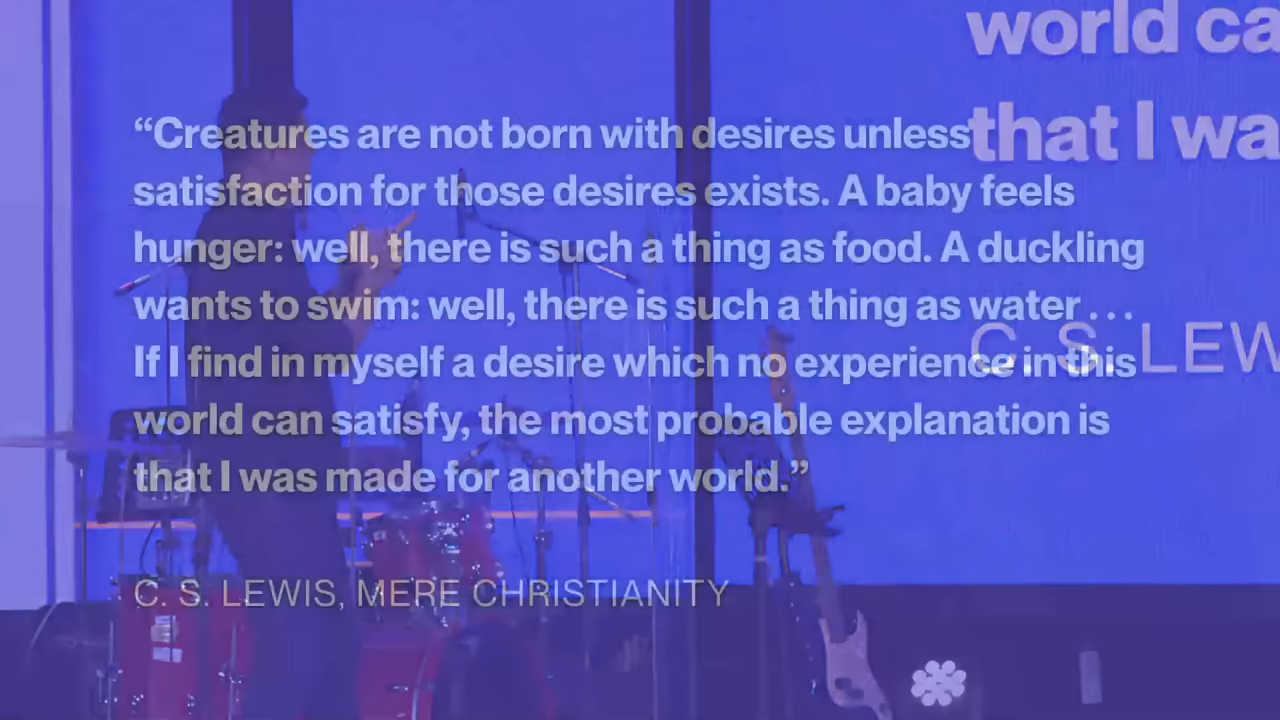 “Creatures are not born with desires unless
satisfaction for those desires exists. A baby feels
hunger: well, there is such a thing as food. A duckling
wants to swim: well, there is such a thing as water . . .
If I find in myself a desire which no experience in this
world can satisfy, the most probable explanation is
that I was made for another world.”
C. S. LEWIS, MERE CHRISTIANITY
world ca
that I wa
C. S. LEW